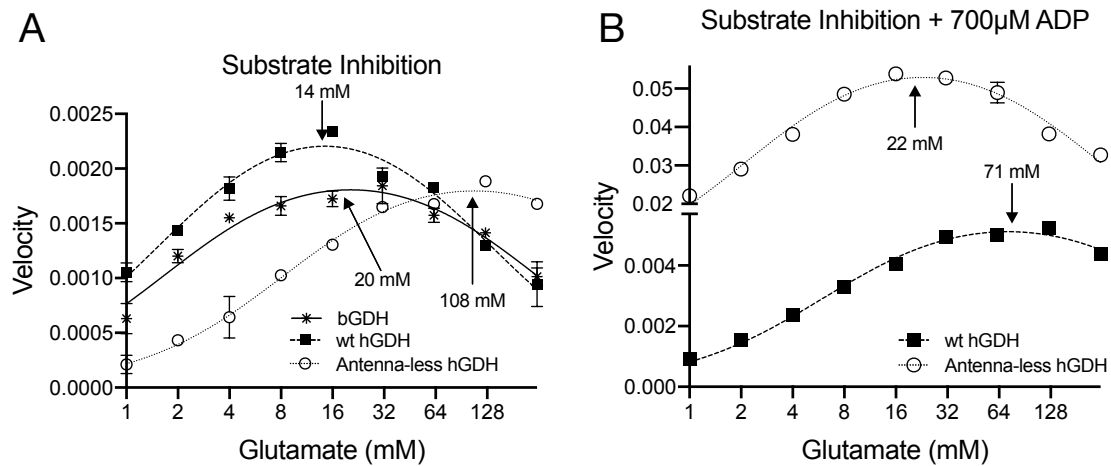 A
Substrate Inhibition
14 mM
0.0025
0.0020
0.0015
0.0010
0.0005
0.0000
Velocity
20 mM
108 mM
bGDH
wt hGDH
Antenna-less hGDH
1 2 4 8 16 32 64 128
Glutamate (mM)
B
Substrate Inhibition + 700µM ADP
0.05
0.04
0.03
0.02
0.004
0.002
0.000
Velocity
22 mM
71 mM
wt hGDH
Antenna-less hGDH
1 2 4 8 16 32 64 128
Glutamate (mM)